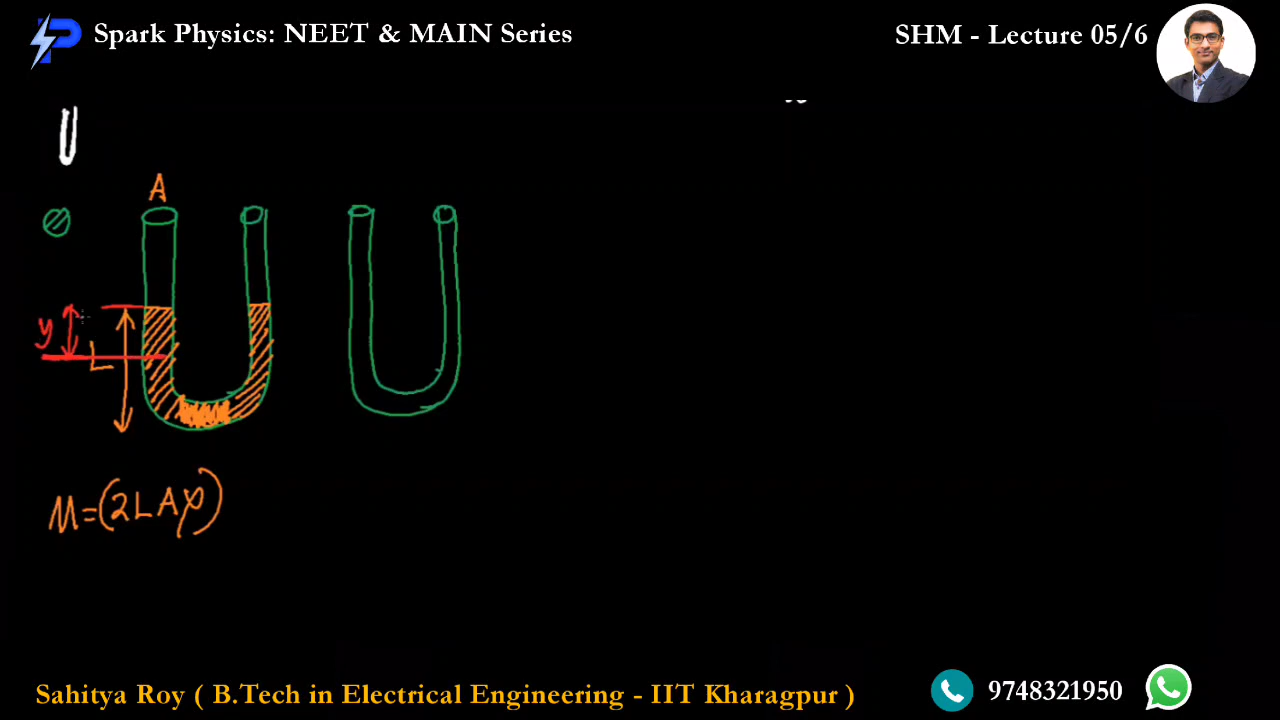 Spark Physics: NEET & MAIN Series
SHM - Lecture 05/6
A
y
L
M=(2LAρ)
Sahitya Roy ( B.Tech in Electrical Engineering - IIT Kharagpur )
9748321950